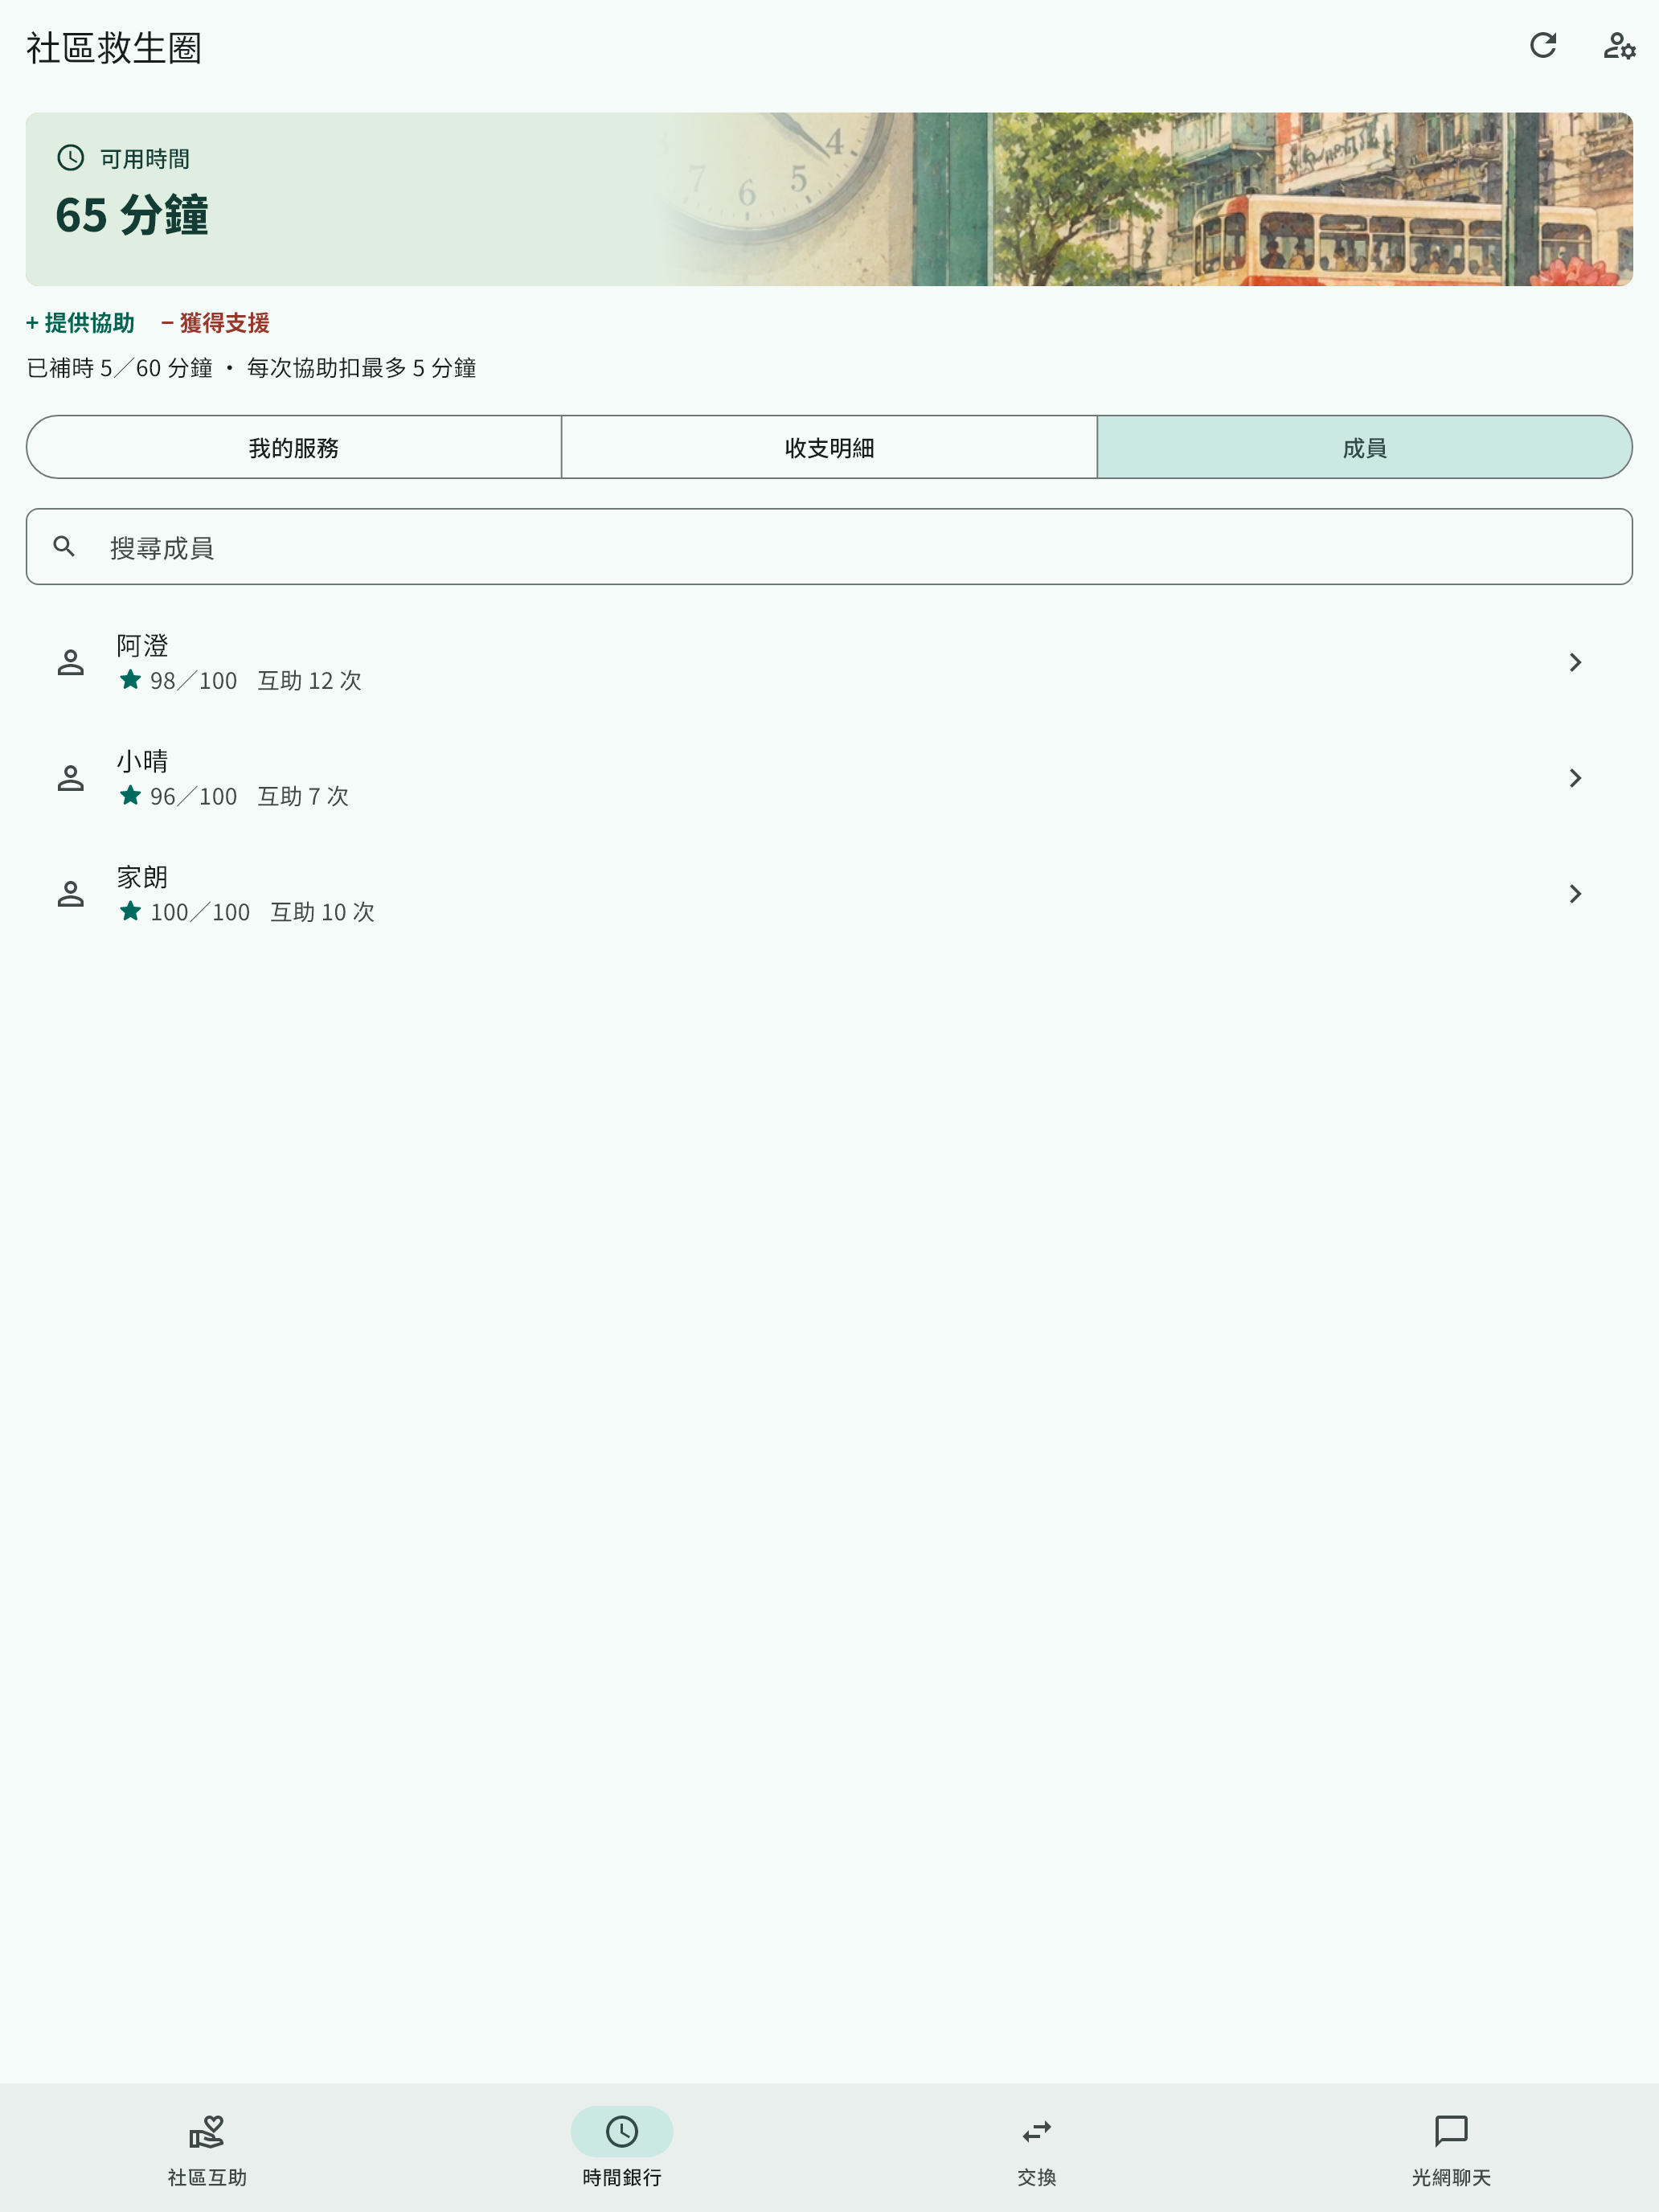 社區救生圈
可用時間
65 分鐘
4
5
6
7
+ 提供協助 − 獲得支援
已補時 5／60 分鐘 • 每次協助扣最多 5 分鐘
我的服務 收支明細 成員
搜尋成員
阿澄
98／100 互助 12 次
小晴
96／100 互助 7 次
家朗
100／100 互助 10 次
社區互助 時間銀行 交換 光網聊天